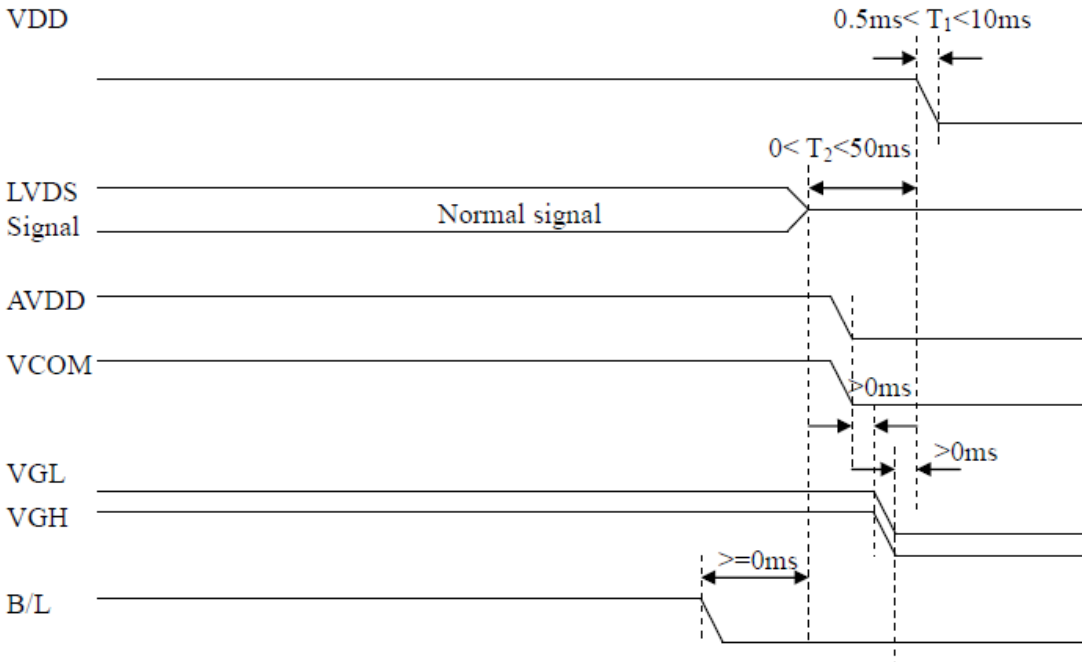 VDD
0.5ms< T₁<10ms
0< T₂<50ms
LVDS
Signal
Normal signal
AVDD
VCOM
>0ms
>0ms
VGL
VGH
>=0ms
B/L